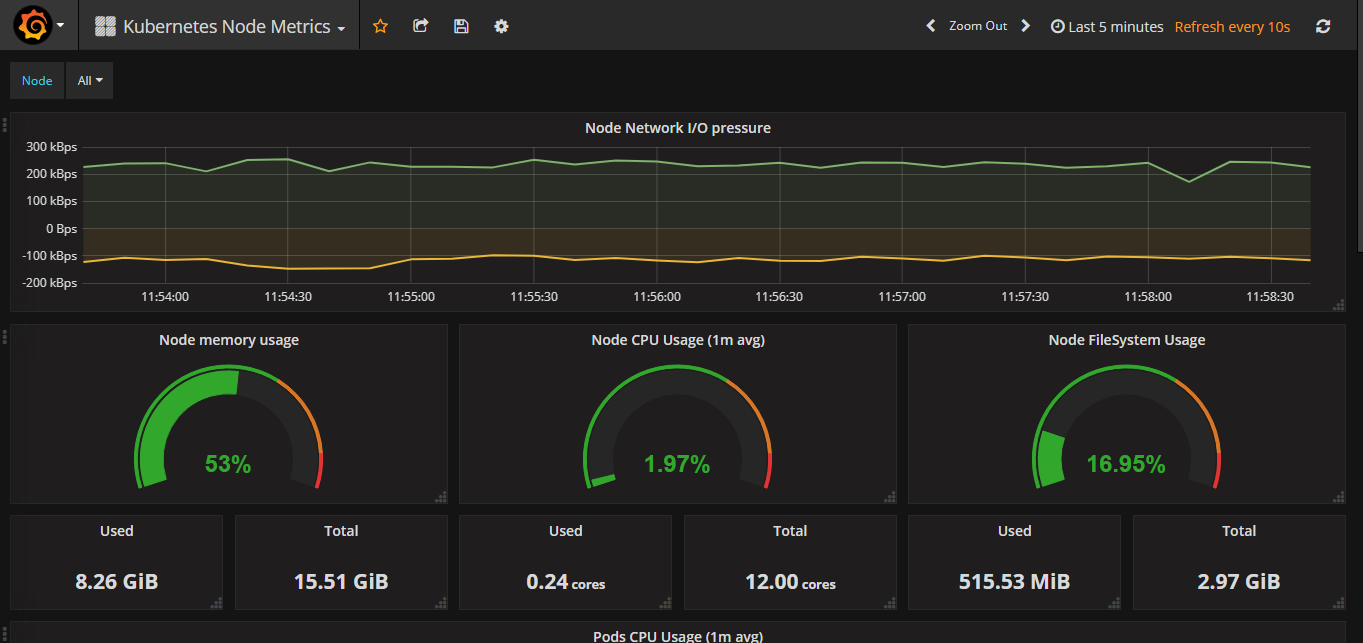 Kubernetes Node Metrics
Zoom Out
Last 5 minutes
Refresh every 10s
Node
All
Node Network I/O pressure
300 kBps
200 kBps
100 kBps
0 Bps
-100 kBps
-200 kBps
11:54:00
11:54:30
11:55:00
11:55:30
11:56:00
11:56:30
11:57:00
11:57:30
11:58:00
11:58:30
Node memory usage
Node CPU Usage (1m avg)
Node FileSystem Usage
53%
1.97%
16.95%
Used
Total
Used
Total
Used
Total
8.26 GiB
15.51 GiB
0.24 cores
12.00 cores
515.53 MiB
2.97 GiB
Pods CPU Usage (1m avg)